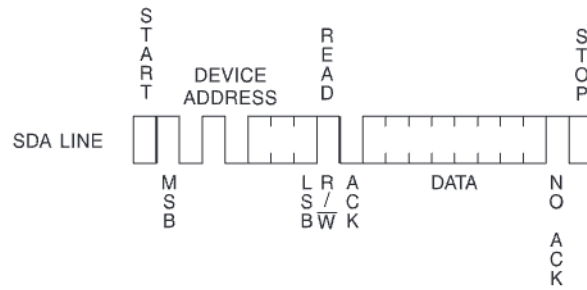 START
DEVICE
ADDRESS
READ
STOP
SDA LINE
MSB
LSB
R/W̅
ACK
DATA
NO ACK